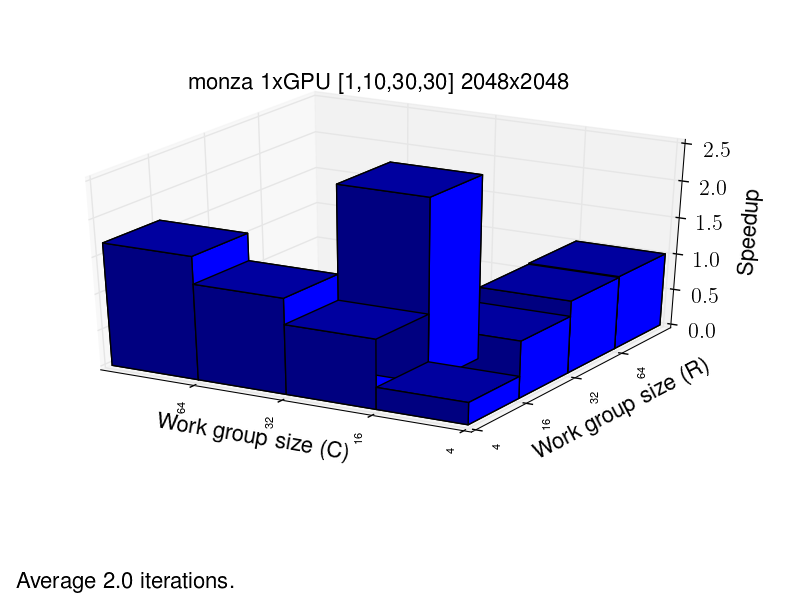 monza 1xGPU [1,10,30,30] 2048x2048
2.5
2.0
1.5
1.0
0.5
0.0
Speedup
64
32
16
4
Work group size (C)
4
16
32
64
Work group size (R)
Average 2.0 iterations.